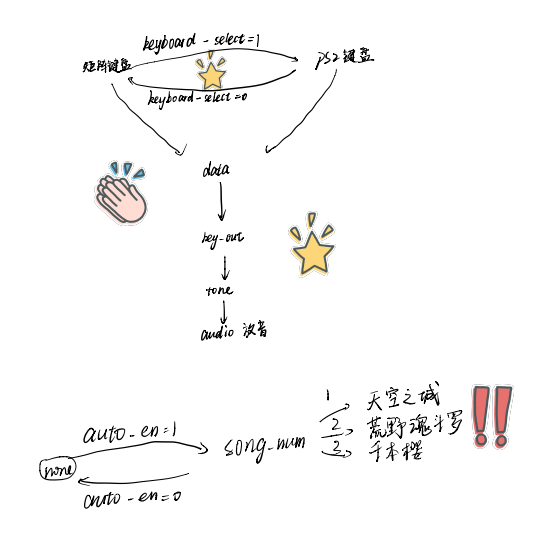 keyboard-select=1
矩阵键盘
ps2键盘
keyboard-select=0
data
key-out
tone
audio 波音
1 天空之城
auto-en=1
2. 荒野魂斗罗
song-num
3. 千本樱
none
auto-en=0